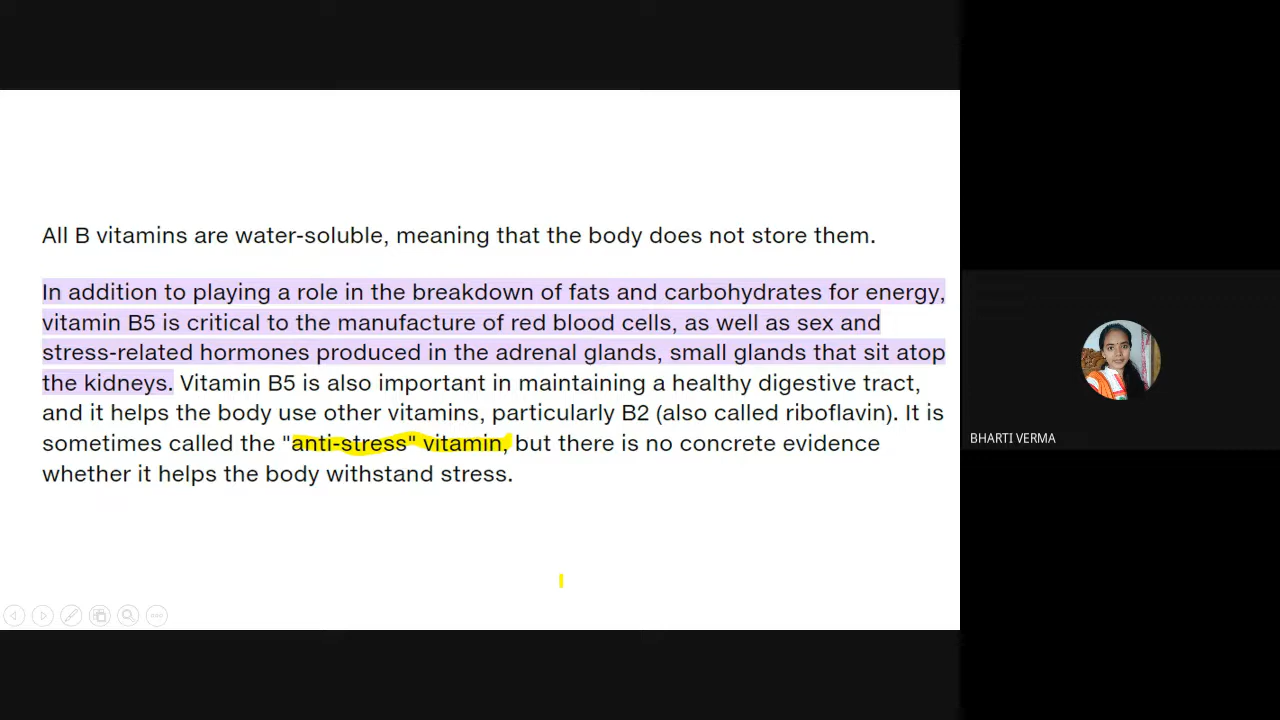 All B vitamins are water-soluble, meaning that the body does not store them.
In addition to playing a role in the breakdown of fats and carbohydrates for energy,
vitamin B5 is critical to the manufacture of red blood cells, as well as sex and
stress-related hormones produced in the adrenal glands, small glands that sit atop
the kidneys. Vitamin B5 is also important in maintaining a healthy digestive tract,
and it helps the body use other vitamins, particularly B2 (also called riboflavin). It is
sometimes called the "anti-stress" vitamin, but there is no concrete evidence
whether it helps the body withstand stress.
BHARTI VERMA